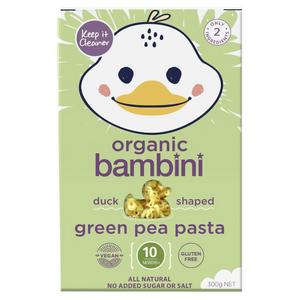 Keep it
Cleaner
ONLY
2
INGREDIENTS
organic
bambini
duck shaped
green pea pasta
VEGAN
10
MONTHS+
GLUTEN
FREE
ALL NATURAL
NO ADDED SUGAR OR SALT
300g NET